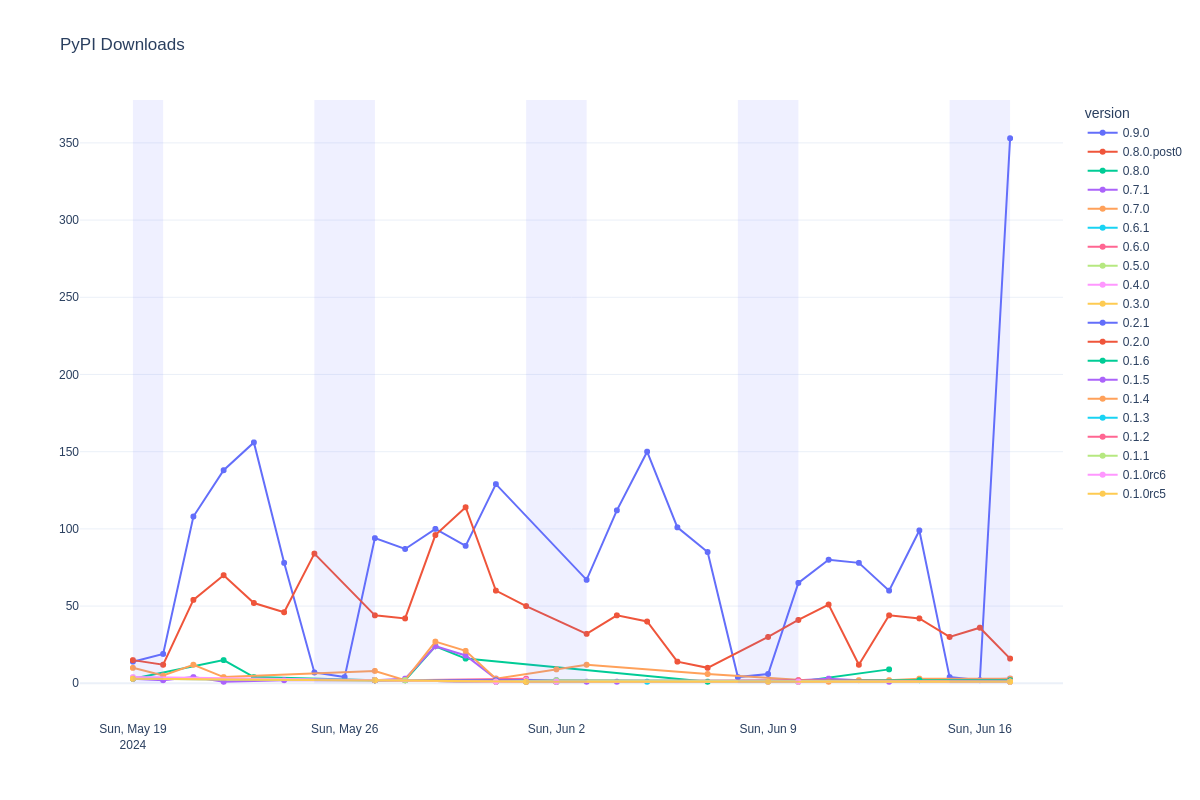 PyPI Downloads
version
0.9.0
0.8.0.post0
0.8.0
0.7.1
0.7.0
0.6.1
0.6.0
0.5.0
0.4.0
0.3.0
0.2.1
0.2.0
0.1.6
0.1.5
0.1.4
0.1.3
0.1.2
0.1.1
0.1.0rc6
0.1.0rc5
350
300
250
200
150
100
50
0
Sun, May 19
2024
Sun, May 26
Sun, Jun 2
Sun, Jun 9
Sun, Jun 16